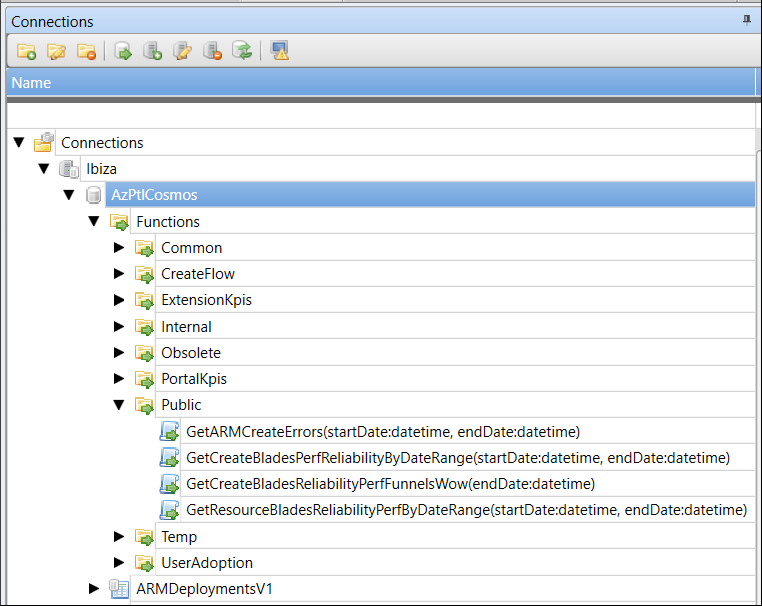 Connections
Name
Connections
Ibiza
AzPtlCosmos
Functions
Common
CreateFlow
ExtensionKpis
Internal
Obsolete
PortalKpis
Public
GetARMCreateErrors(startDate:datetime, endDate:datetime)
GetCreateBladesPerfReliabilityByDateRange(startDate:datetime, endDate:datetime)
GetCreateBladesReliabilityPerfFunnelsWow(endDate:datetime)
GetResourceBladesReliabilityPerfByDateRange(startDate:datetime, endDate:datetime)
Temp
UserAdoption
ARMDeploymentsV1